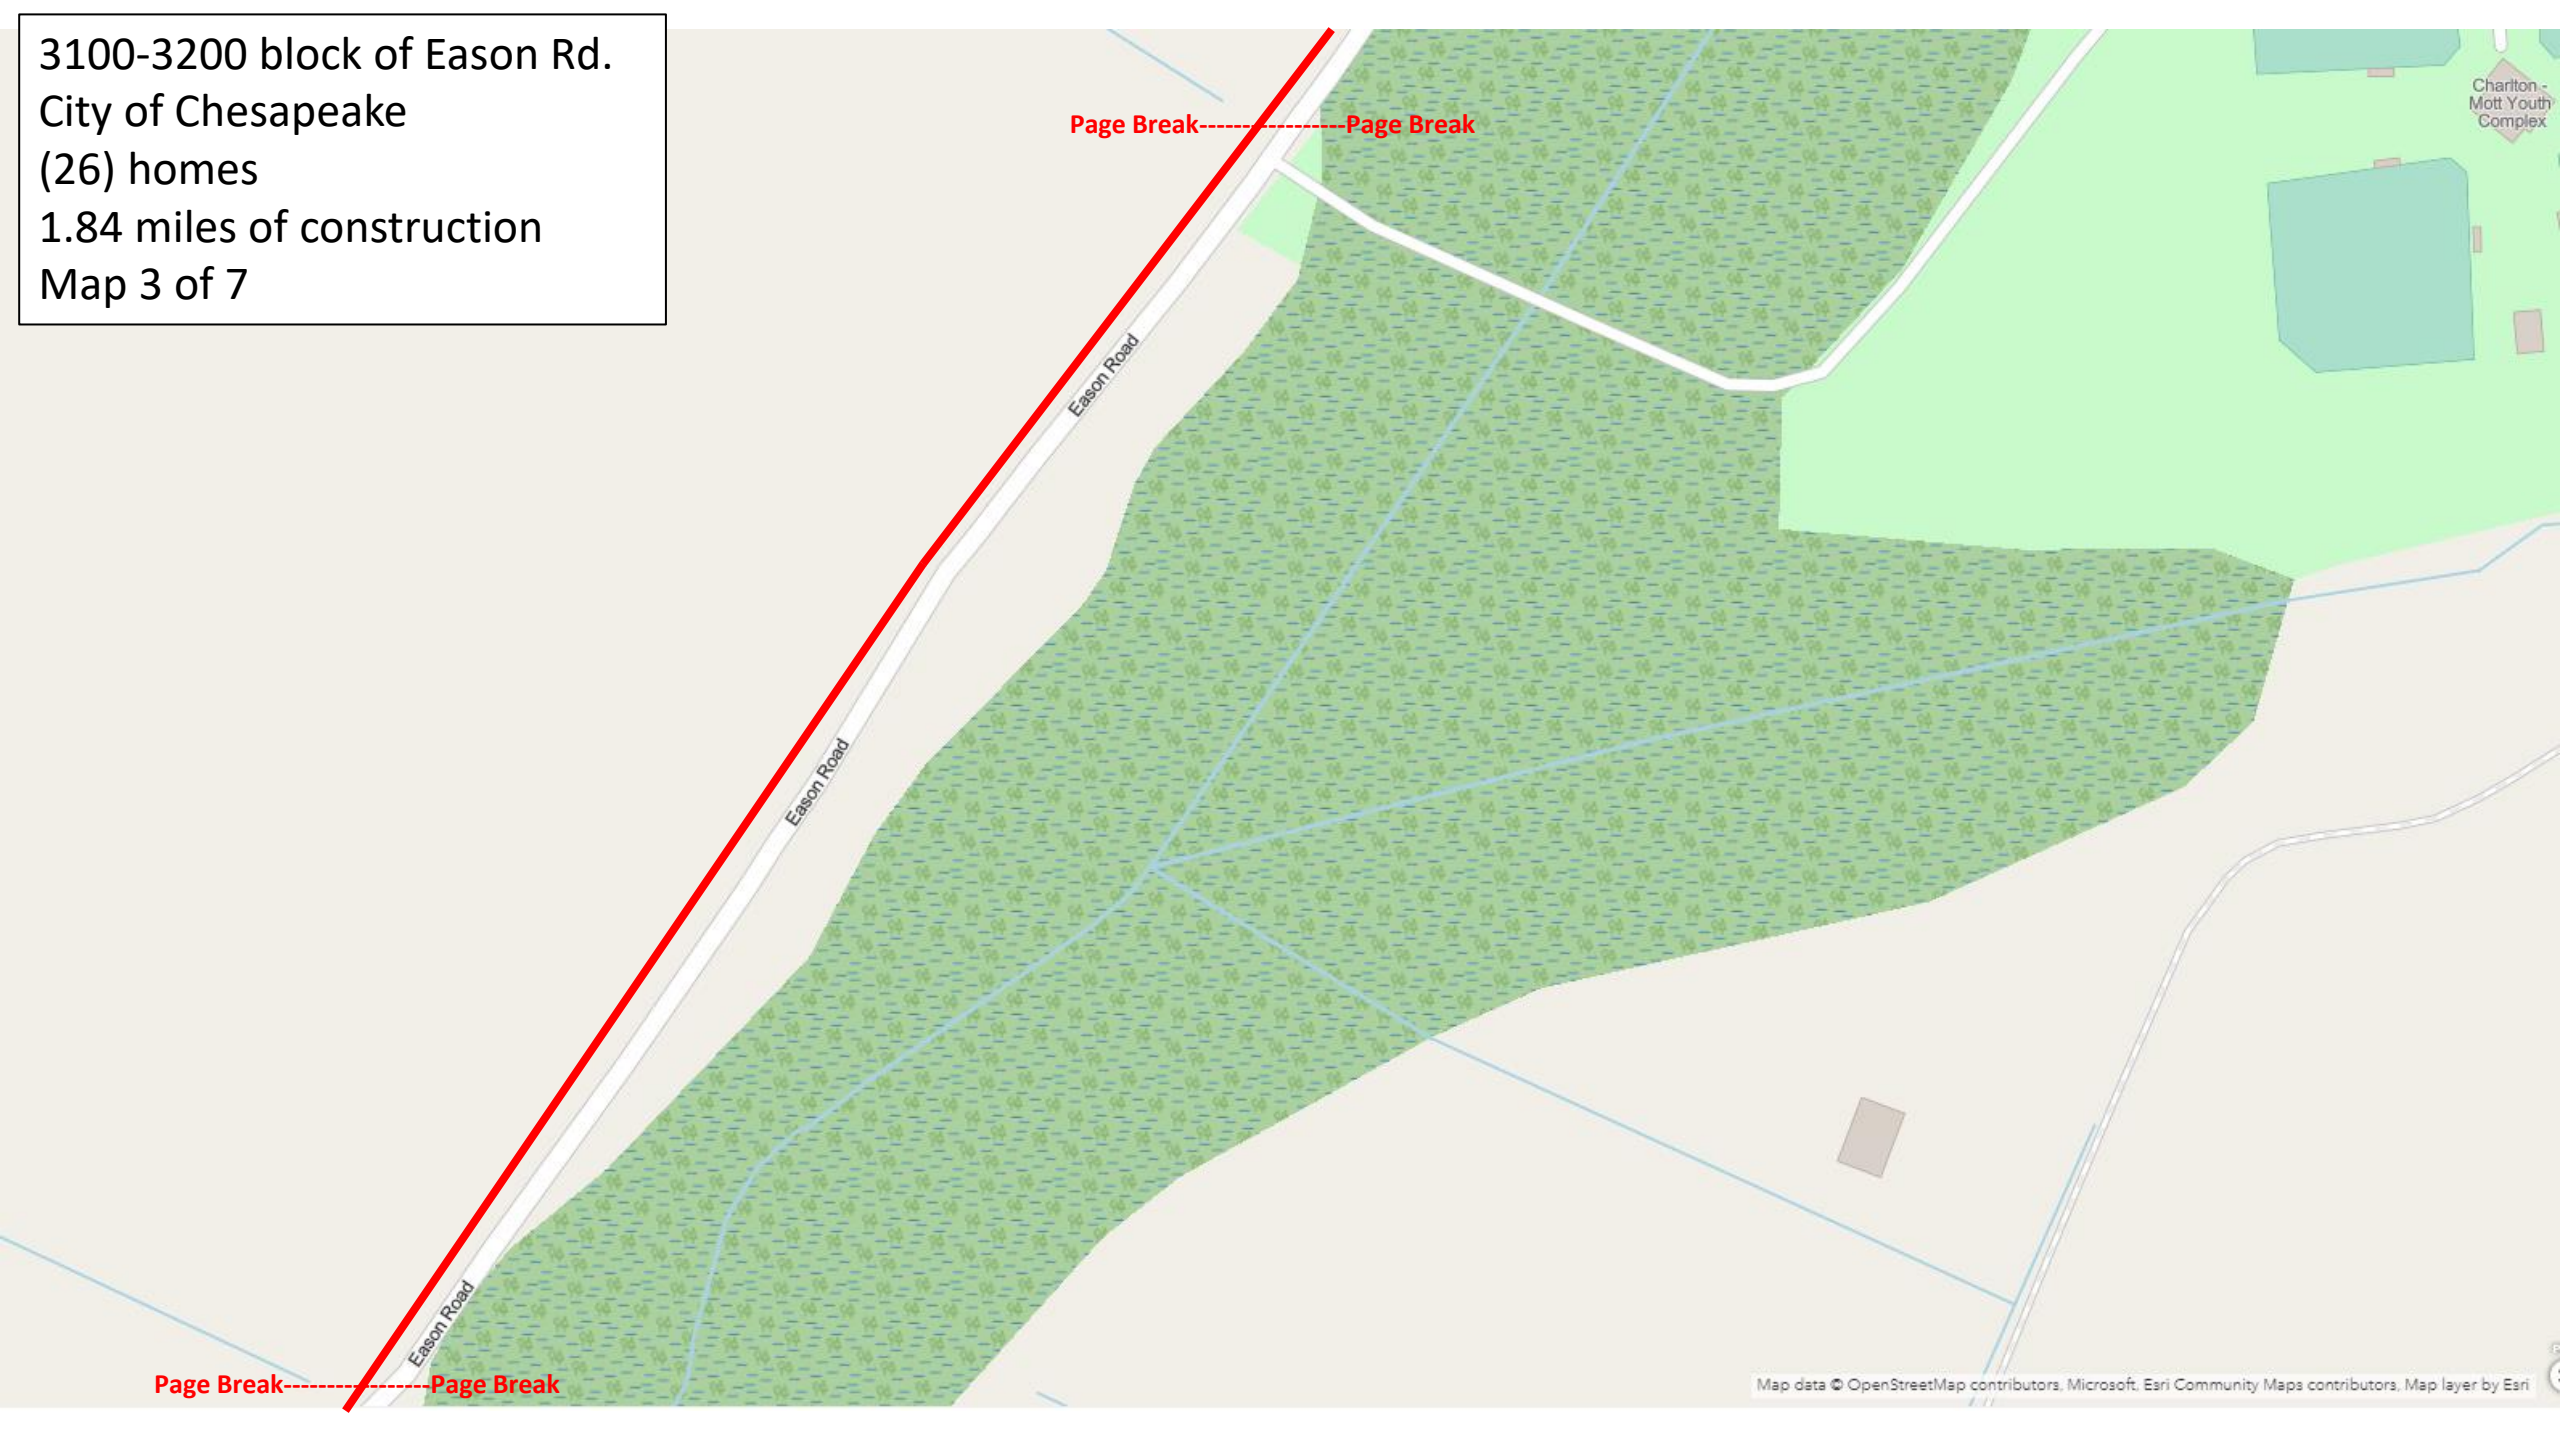 3100-3200 block of Eason Rd.
City of Chesapeake
(26) homes
1.84 miles of construction
Map 3 of 7
Charlton -
Mott Youth
Complex
Page Break-----------------Page Break
Eason Road
Eason Road
Eason Road
Page Break-----------------Page Break
Map data © OpenStreetMap contributors, Microsoft, Esri Community Maps contributors, Map layer by Esri